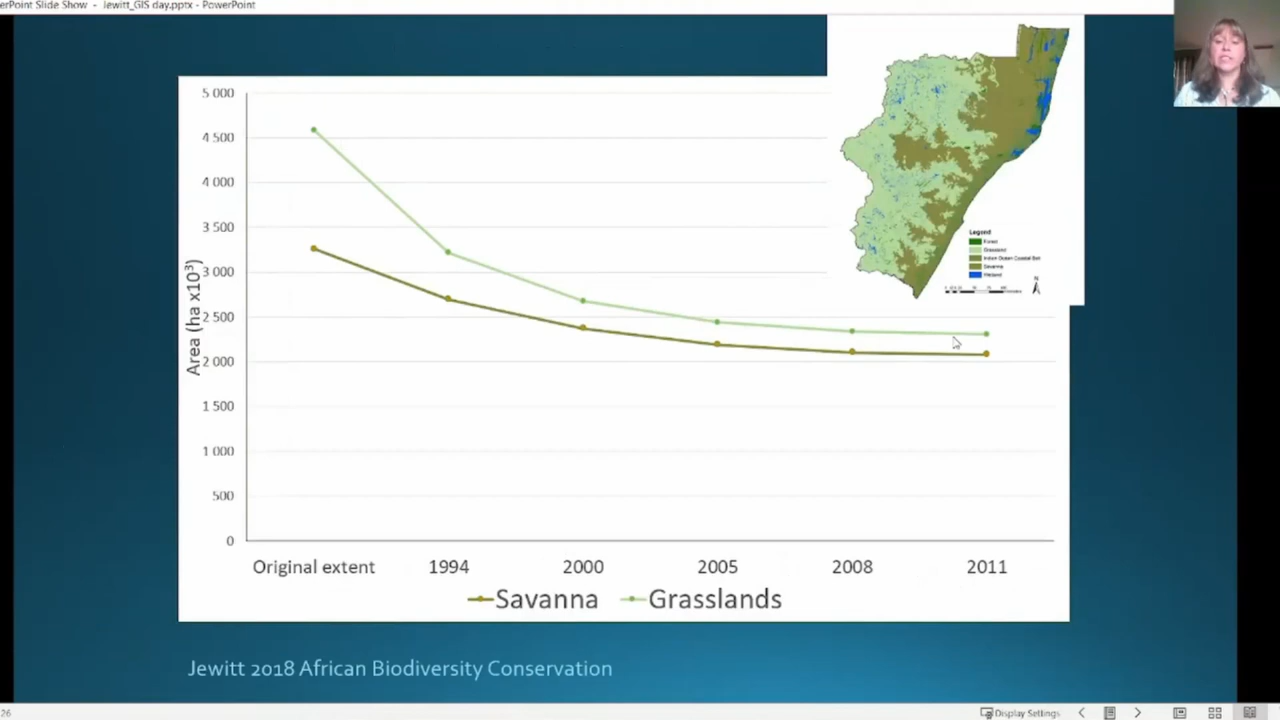 erPoint Slide Show - Jewitt_GIS day.pptx - PowerPoint
5 000
4 500
4 000
3 500
3 000
2 500
2 000
1 500
1 000
500
0
Area (ha x10³)
Original extent 1994 2000 2005 2008 2011
Savanna Grasslands
Legend
Forest
Grassland
Indian Ocean Coastal Belt
Savanna
Wetland
N
Jewitt 2018 African Biodiversity Conservation
26
Display Settings